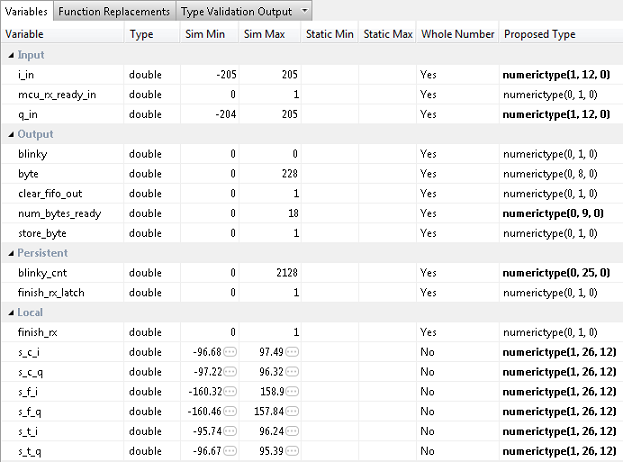 Variables Function Replacements Type Validation Output
Variable Type Sim Min Sim Max Static Min Static Max Whole Number Proposed Type
Input
i_in double -205 205 Yes numerictype(1, 12, 0)
mcu_rx_ready_in double 0 1 Yes numerictype(0, 1, 0)
q_in double -204 205 Yes numerictype(1, 12, 0)
Output
blinky double 0 0 Yes numerictype(0, 1, 0)
byte double 0 228 Yes numerictype(0, 8, 0)
clear_fifo_out double 0 1 Yes numerictype(0, 1, 0)
num_bytes_ready double 0 18 Yes numerictype(0, 9, 0)
store_byte double 0 1 Yes numerictype(0, 1, 0)
Persistent
blinky_cnt double 0 2128 Yes numerictype(0, 25, 0)
finish_rx_latch double 0 1 Yes numerictype(0, 1, 0)
Local
finish_rx double 0 1 Yes numerictype(0, 1, 0)
s_c_i double -96.68 97.49 No numerictype(1, 26, 12)
s_c_q double -97.22 96.32 No numerictype(1, 26, 12)
s_f_i double -160.32 158.9 No numerictype(1, 26, 12)
s_f_q double -160.46 157.84 No numerictype(1, 26, 12)
s_t_i double -95.74 96.24 No numerictype(1, 26, 12)
s_t_q double -96.67 95.39 No numerictype(1, 26, 12)